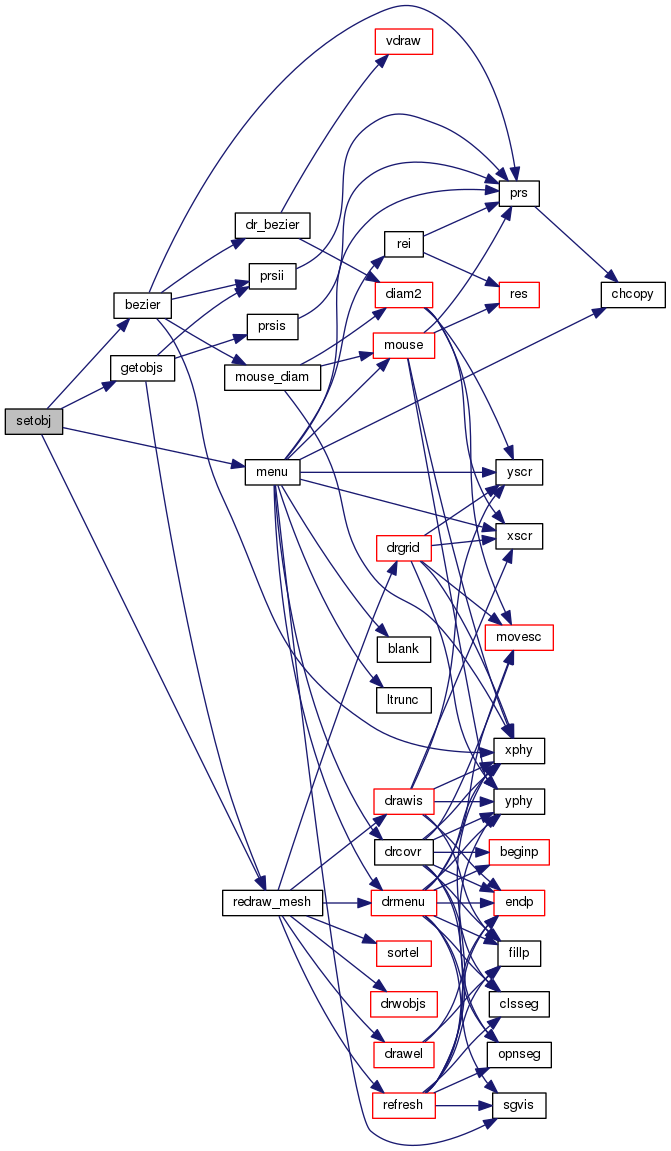 vdraw
prs
dr_bezier
rei
prsii
diam2
res
chcopy
bezier
prsis
mouse
getobjs
mouse_diam
setobj
menu
yscr
xscr
drgrid
blank
movesc
ltrunc
xphy
drawis
yphy
drcovr
beginp
redraw_mesh
drmenu
endp
sortel
fillp
drwobjs
clsseg
drawel
opnseg
refresh
sgvis